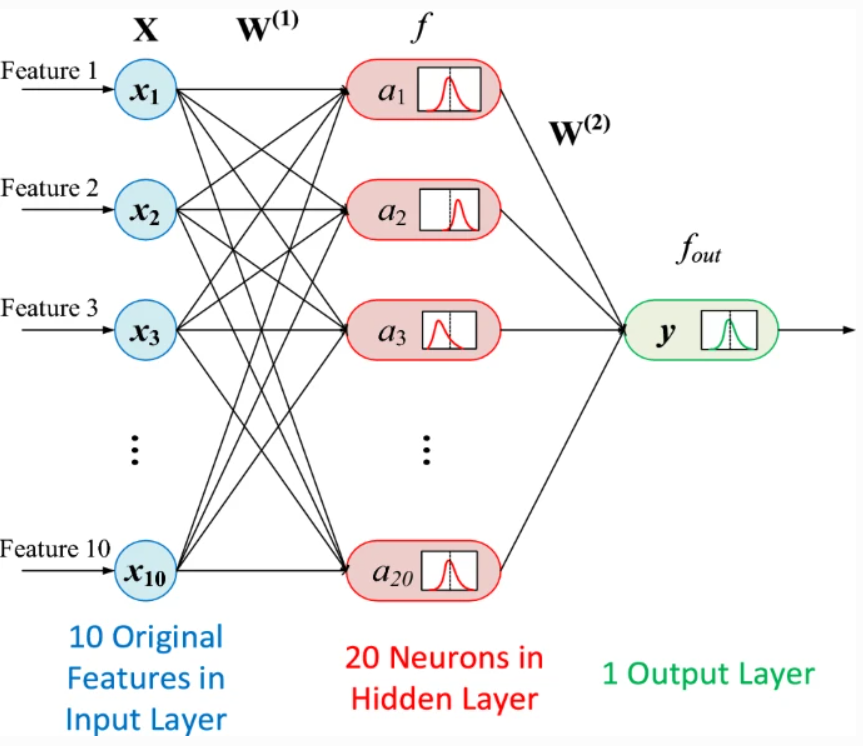 X W(1) f
Feature 1
x1
a1
W(2)
Feature 2
x2
a2
fout
Feature 3
x3
a3
y
⋮ ⋮
Feature 10
x10
a20
10 Original
Features in
Input Layer
20 Neurons in
Hidden Layer
1 Output Layer